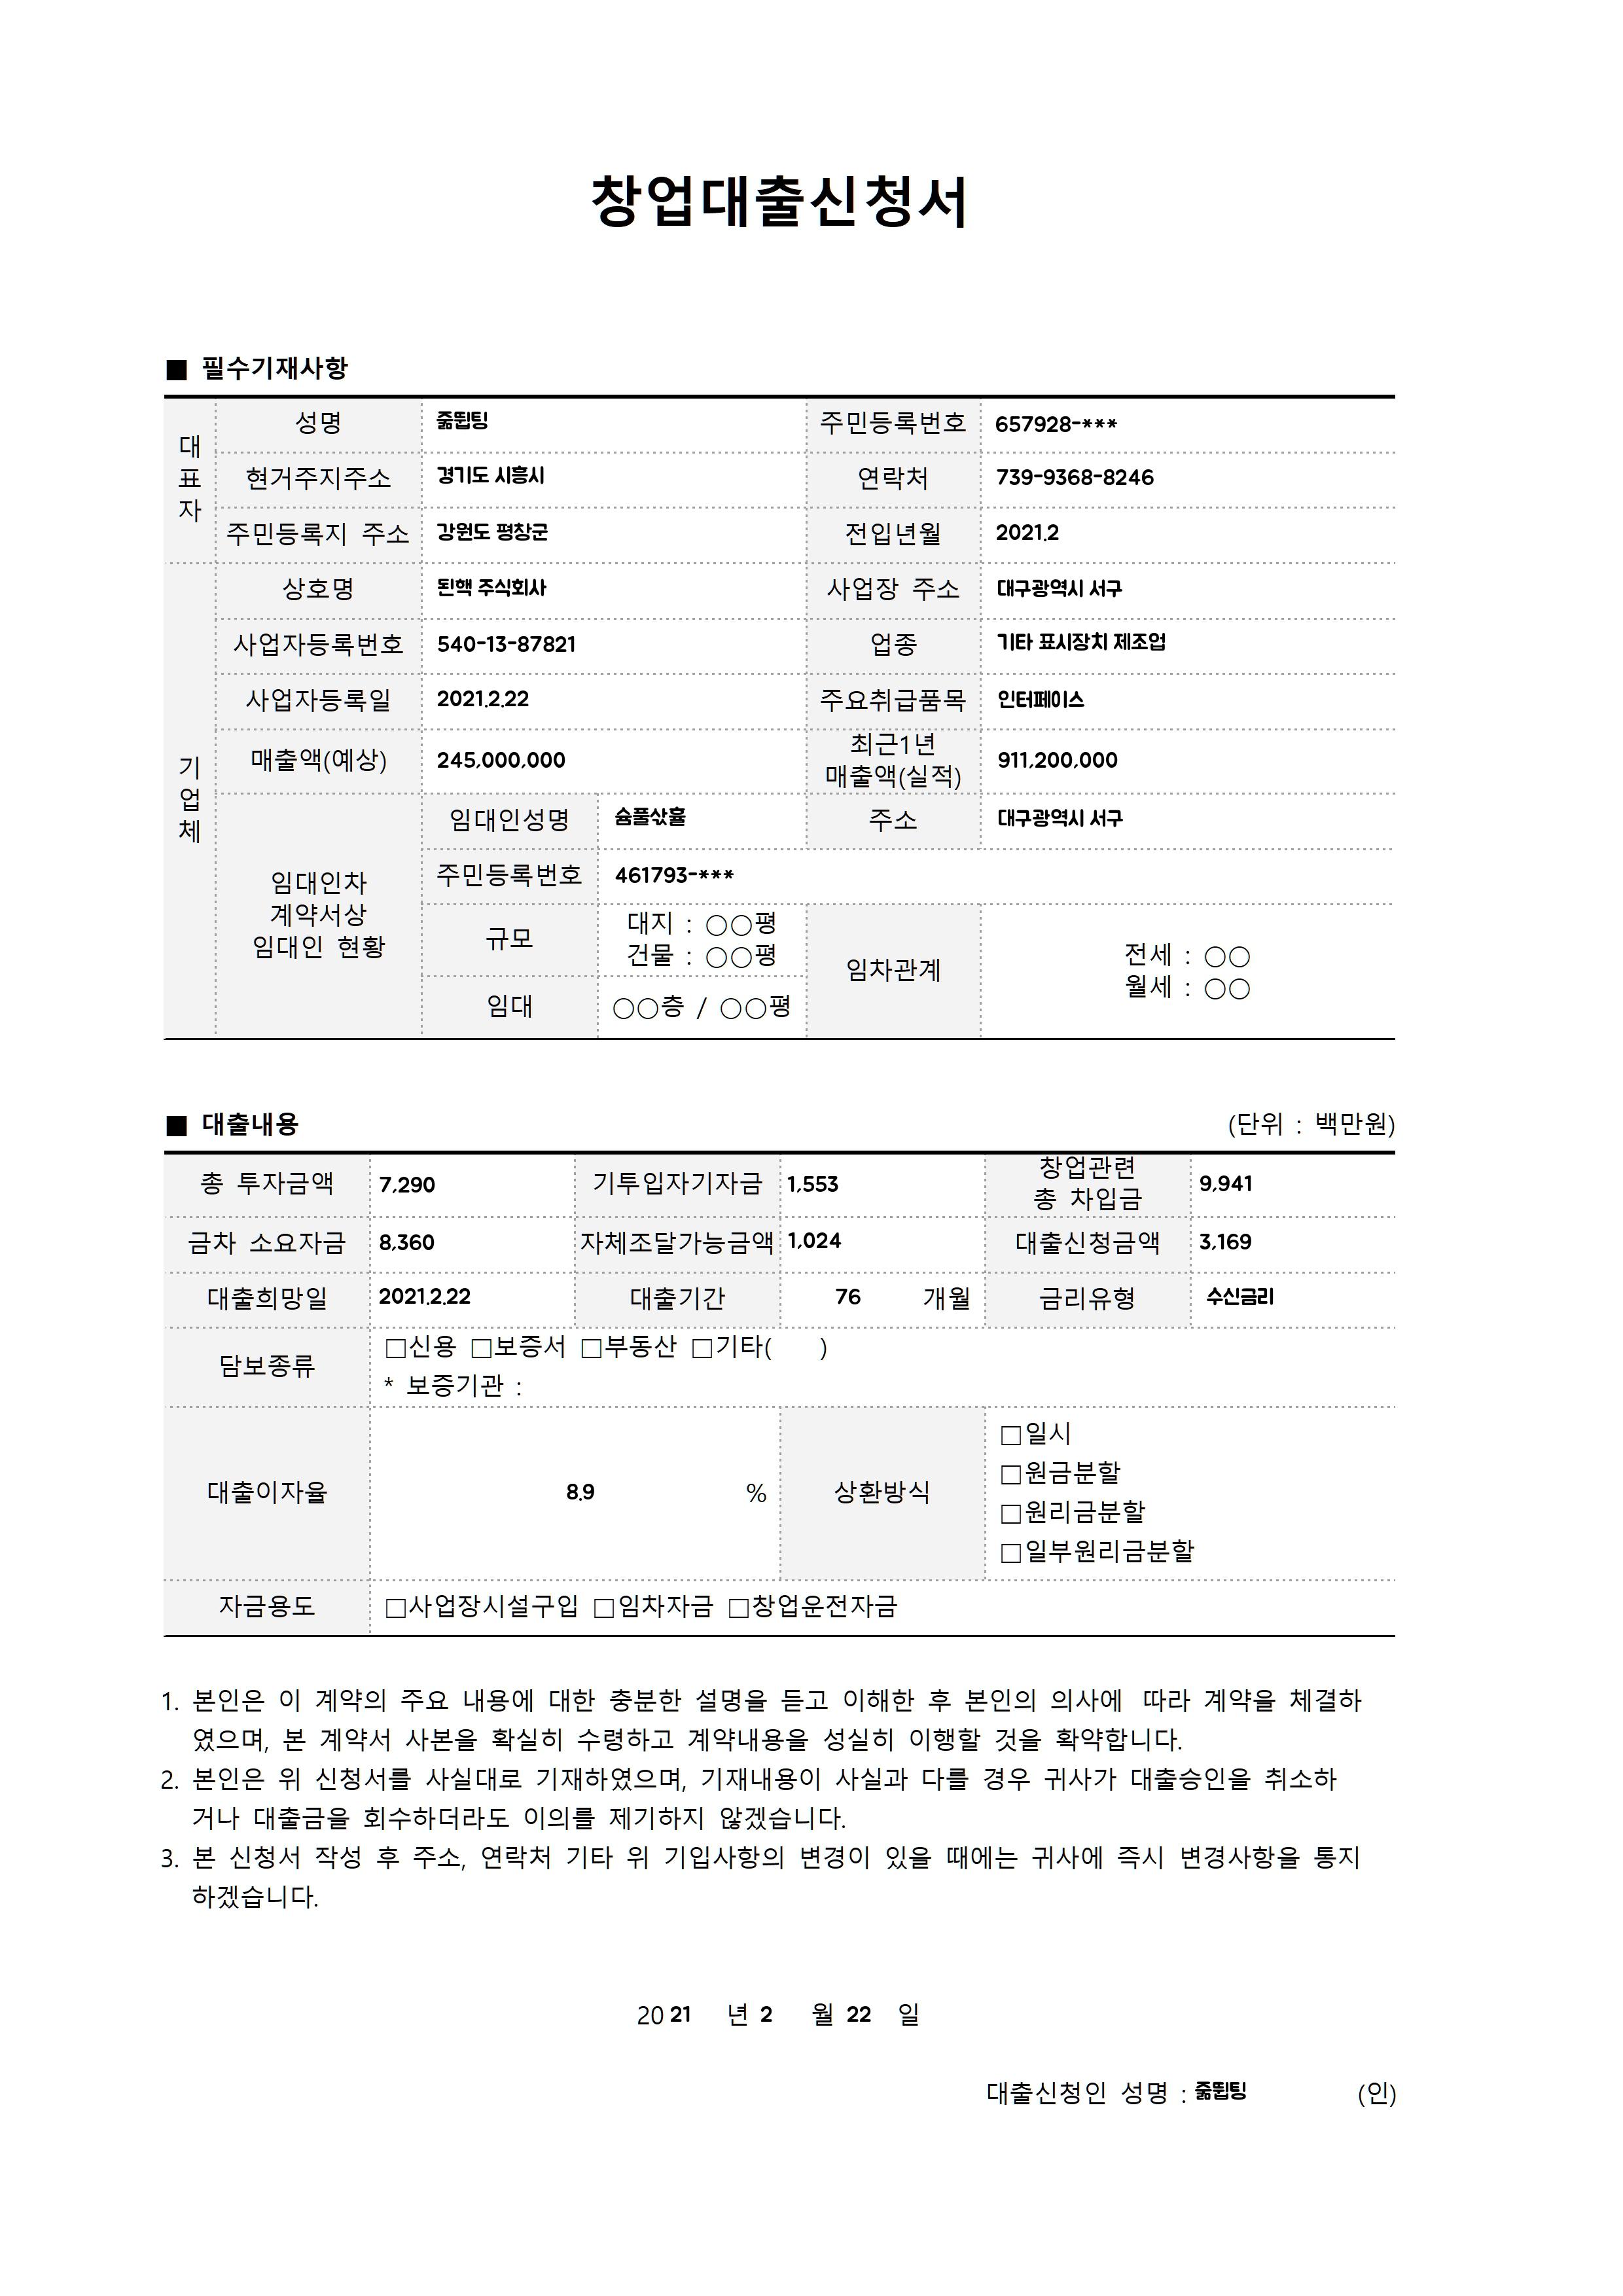 창업대출신청서
■ 필수기재사항
대표자
성명
주민등록번호 657928-***
현거주지주소 경기도 시흥시 연락처 739-9368-8246
주민등록지 주소 강원도 평창군 전입년월 2021.2
기업체
상호명 된핵 주식회사 사업장 주소 대구광역시 서구
사업자등록번호 540-13-87821 업종 기타 표시장치 제조업
사업자등록일 2021.2.22 주요취급품목 인터페이스
매출액(예상) 245,000,000 최근1년 매출액(실적) 911,200,000
임대인차 계약서상 임대인 현황
임대인성명 주소 대구광역시 서구
주민등록번호 461793-***
규모 대지 : ○○평
건물 : ○○평
임대 ○○층 / ○○평
임차관계 전세 : ○○
월세 : ○○
■ 대출내용 (단위 : 백만원)
총 투자금액 7,290 기투입자기자금 1,553 창업관련 총 차입금 9,941
금차 소요자금 8,360 자체조달가능금액 1,024 대출신청금액 3,169
대출희망일 2021.2.22 대출기간 76 개월 금리유형 수신금리
담보종류 □신용 □보증서 □부동산 □기타( )
* 보증기관 :
대출이자율 8.9 % 상환방식
□일시
□원금분할
□원리금분할
□일부원리금분할
자금용도 □사업장시설구입 □임차자금 □창업운전자금
1. 본인은 이 계약의 주요 내용에 대한 충분한 설명을 듣고 이해한 후 본인의 의사에 따라 계약을 체결하
였으며, 본 계약서 사본을 확실히 수령하고 계약내용을 성실히 이행할 것을 확약합니다.
2. 본인은 위 신청서를 사실대로 기재하였으며, 기재내용이 사실과 다를 경우 귀사가 대출승인을 취소하
거나 대출금을 회수하더라도 이의를 제기하지 않겠습니다.
3. 본 신청서 작성 후 주소, 연락처 기타 위 기입사항의 변경이 있을 때에는 귀사에 즉시 변경사항을 통지
하겠습니다.
20 21 년 2 월 22 일
대출신청인 성명 : (인)